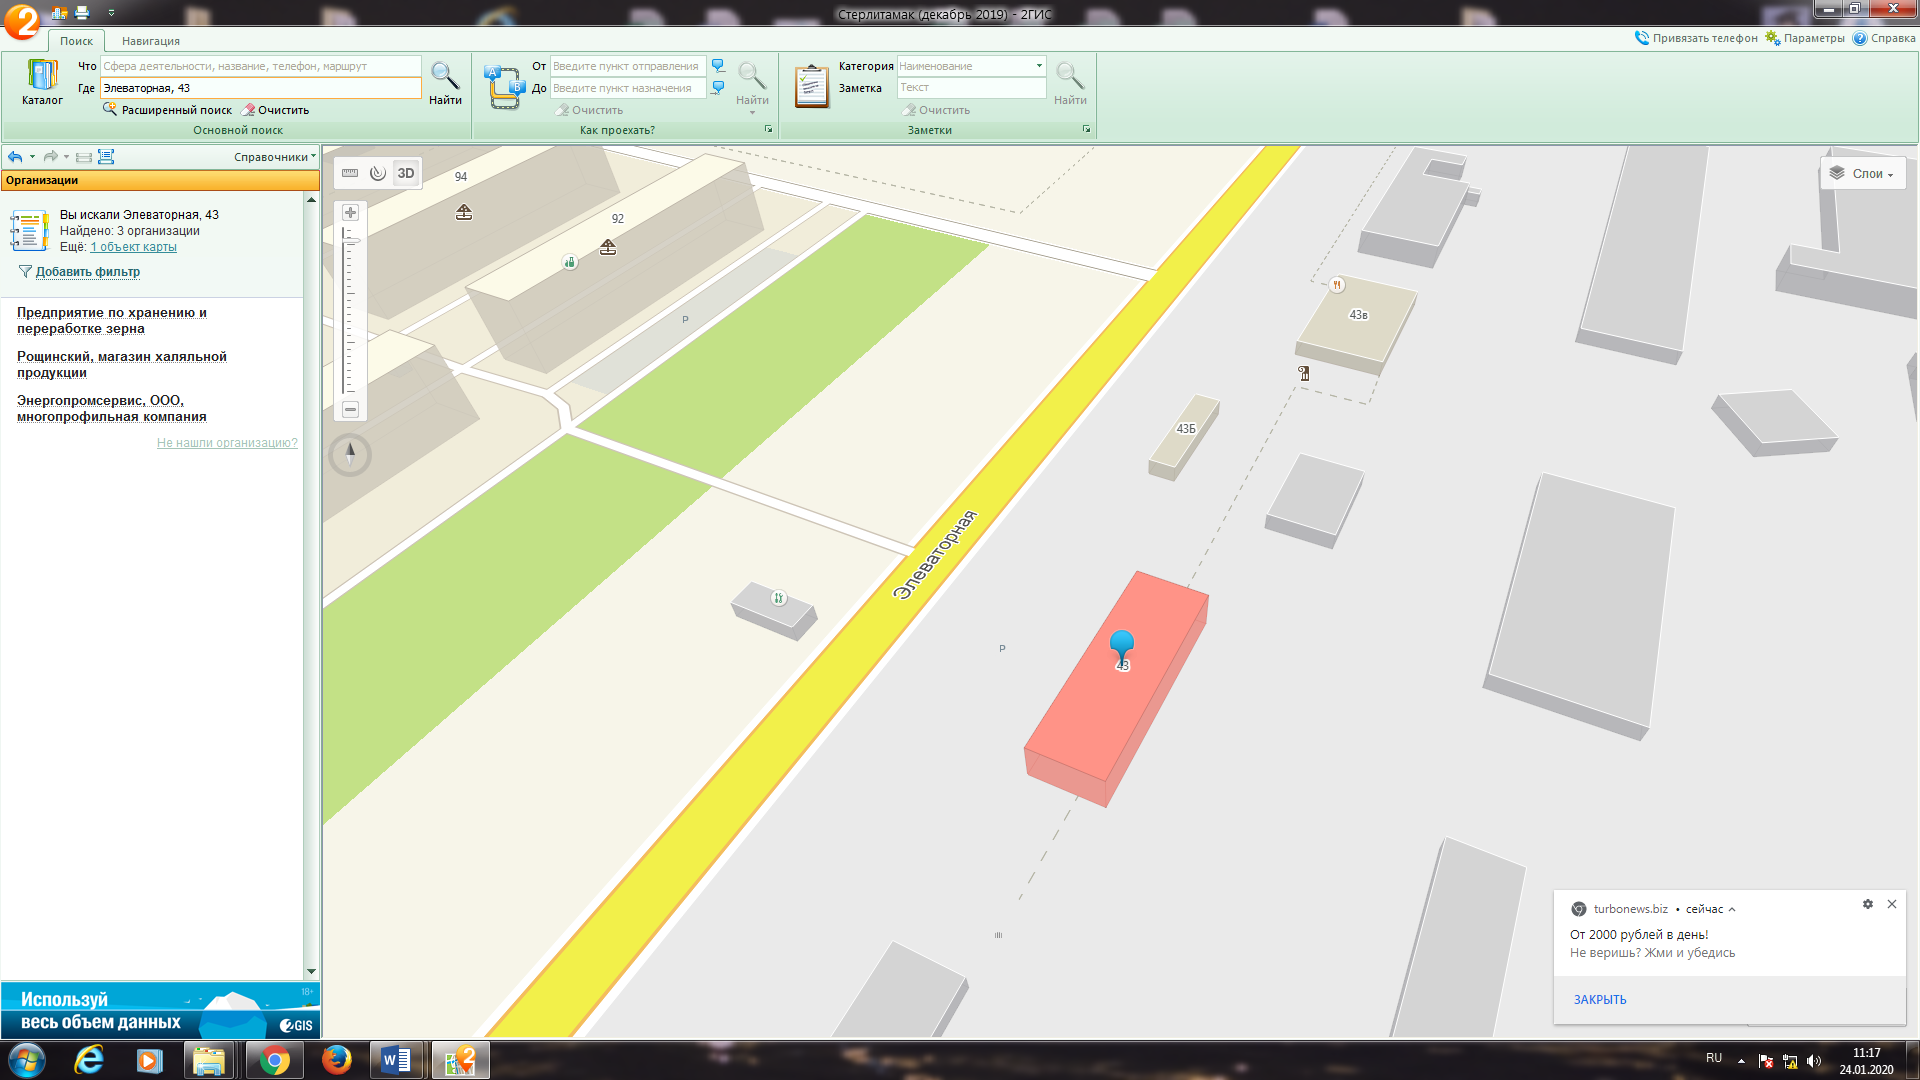 Стерлитамак (декабрь 2019) - 2ГИС
Поиск
Навигация
Привязать телефон
Параметры
Справка
Каталог
Что
Сфера деятельности, название, телефон, маршрут
Где
Элеваторная, 43
Расширенный поиск
Очистить
Найти
Основной поиск
От
Введите пункт отправления
До
Введите пункт назначения
Очистить
Найти
Как проехать?
Категория
Наименование
Заметка
Текст
Очистить
Найти
Заметки
Справочники
Организации
Вы искали Элеваторная, 43
Найдено: 3 организации
Ещё: 1 объект карты
Добавить фильтр
Предприятие по хранению и
переработке зерна
Рощинский, магазин халяльной
продукции
Энергопромсервис, ООО,
многопрофильная компания
Не нашли организацию?
Используй
весь объем данных
18+
2GIS
3D
Слои
94
92
P
43в
43Б
Элеваторная
P
43
turbonews.biz • сейчас
От 2000 рублей в день!
Не веришь? Жми и убедись
ЗАКРЫТЬ
RU
11:17
24.01.2020